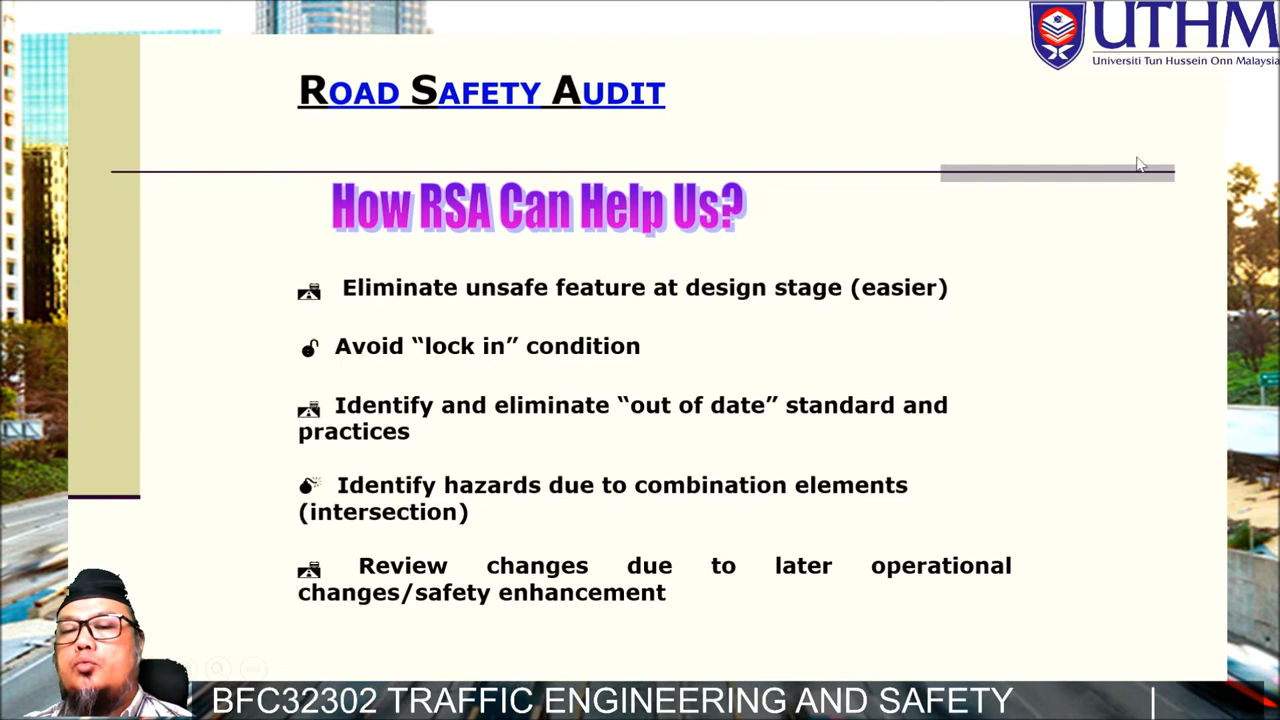 UTHM
Universiti Tun Hussein Onn Malaysia
ROAD SAFETY AUDIT
How RSA Can Help Us?
Eliminate unsafe feature at design stage (easier)
Avoid “lock in” condition
Identify and eliminate “out of date” standard and
practices
Identify hazards due to combination elements
(intersection)
Review changes due to later operational
changes/safety enhancement
BFC32302 TRAFFIC ENGINEERING AND SAFETY